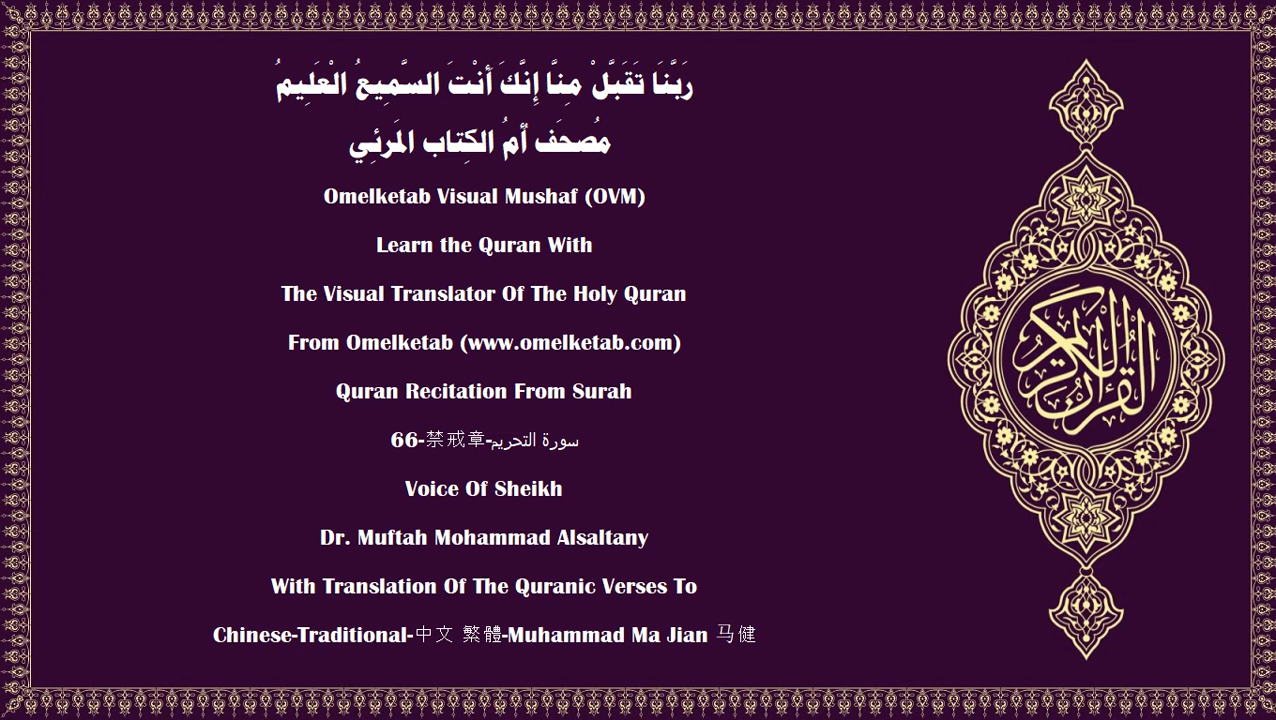 رَبَّنَا تَقَبَّلْ مِنَّا إِنَّكَ أَنْتَ السَّمِيعُ الْعَلِيمُ
مُصحَف أمُ الكِتاب المَرئِي
Omelketab Visual Mushaf (OVM)
Learn the Quran With
The Visual Translator Of The Holy Quran
From Omelketab (www.omelketab.com)
Quran Recitation From Surah
66-禁戒章-سورة التحريم
Voice Of Sheikh
Dr. Muftah Mohammad Alsaltany
With Translation Of The Quranic Verses To
Chinese-Traditional-中文 繁體-Muhammad Ma Jian 马健
القرآن الكريم